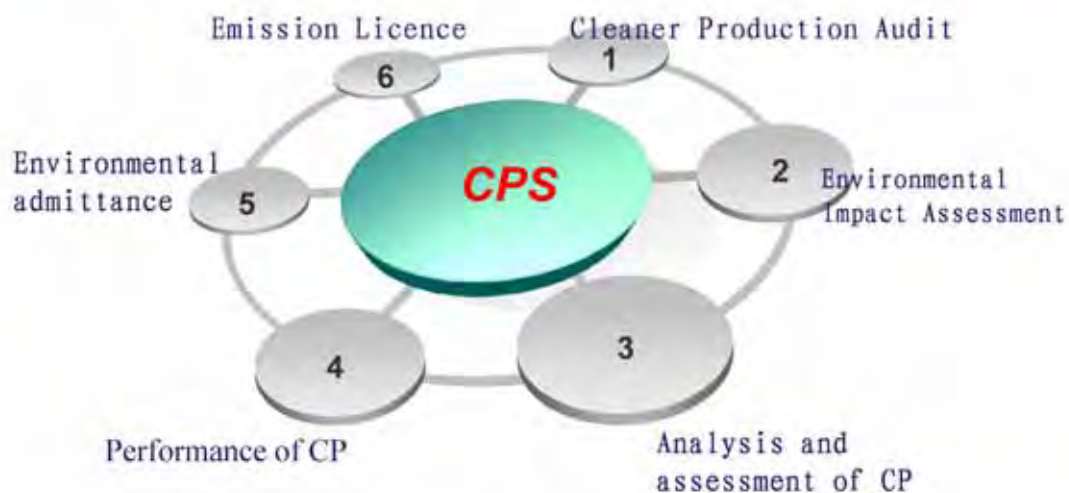 Emission Licence
Cleaner Production Audit
6
1
Environmental
admittance
5
CPS
2
Environmental
Impact Assessment
4
3
Performance of CP
Analysis and
assessment of CP